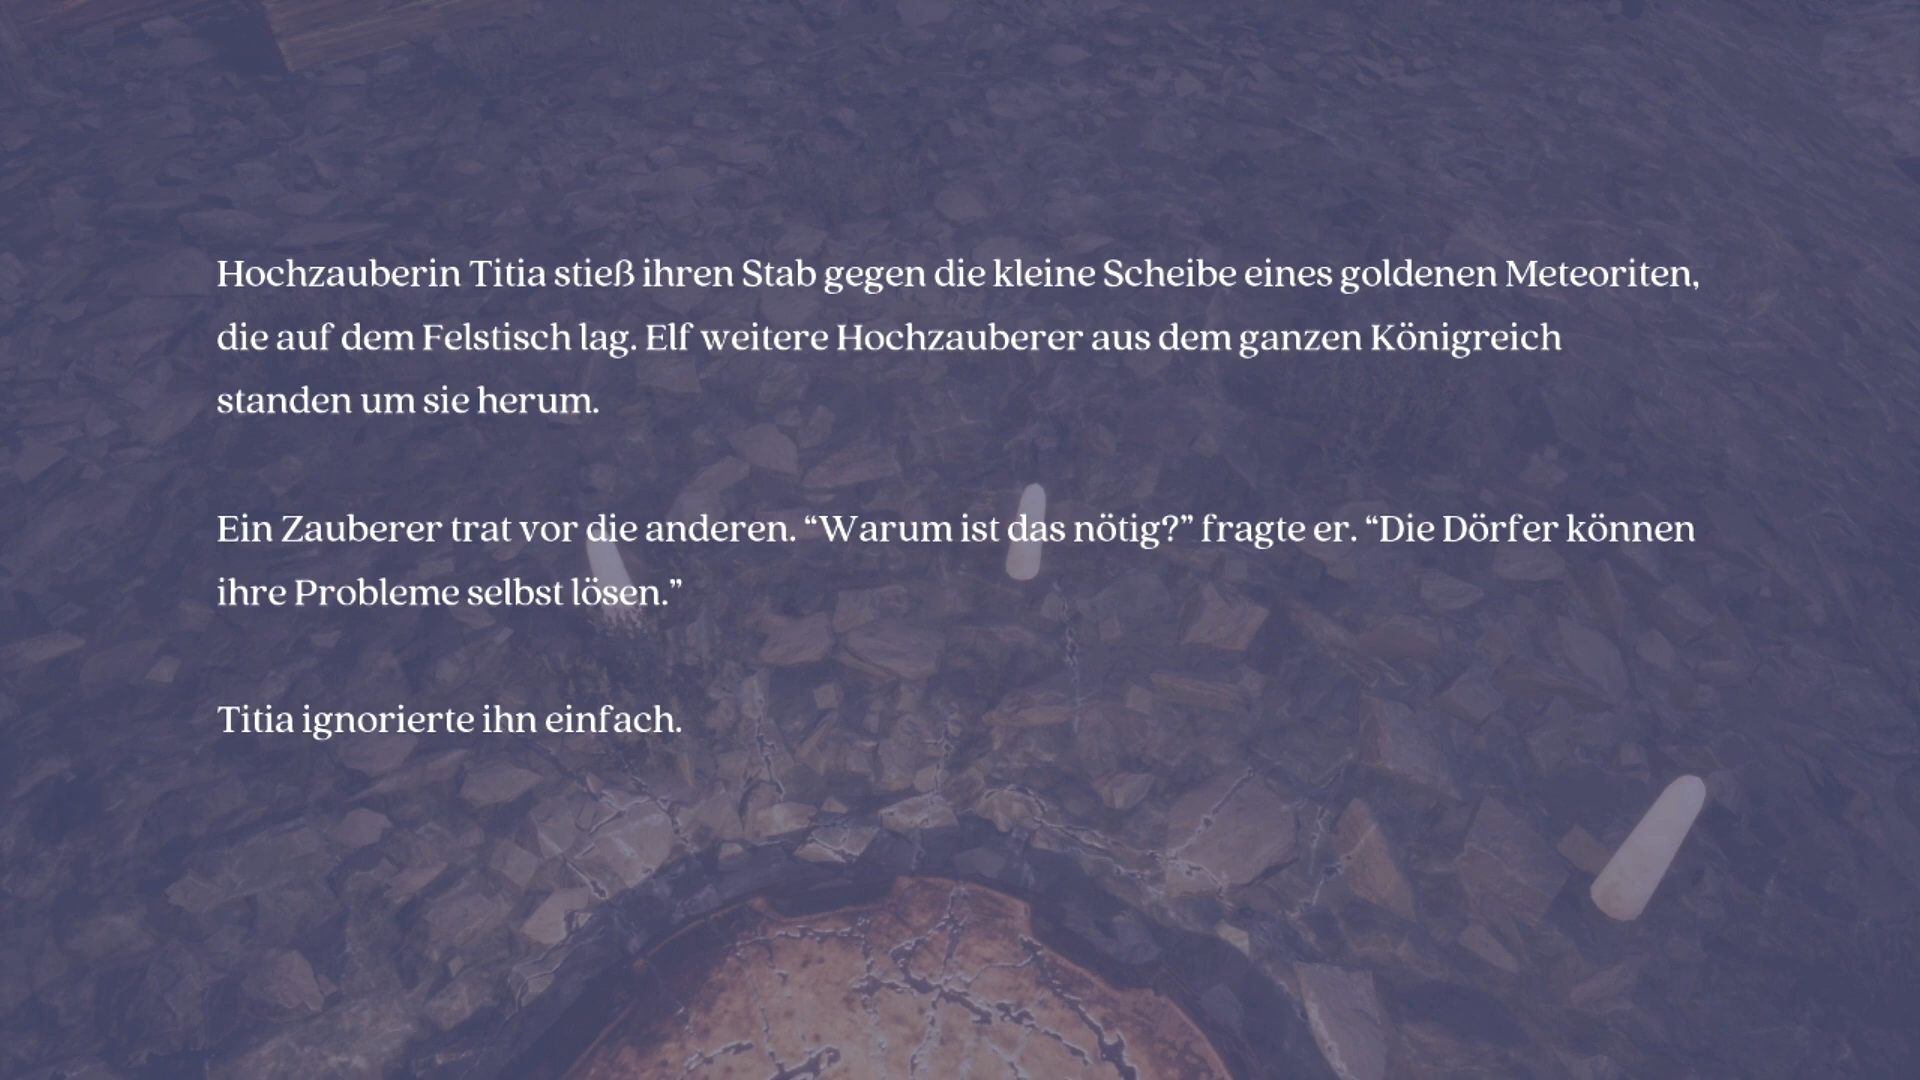 Hochzauberin Titia stieß ihren Stab gegen die kleine Scheibe eines goldenen Meteoriten,
die auf dem Felstisch lag. Elf weitere Hochzauberer aus dem ganzen Königreich
standen um sie herum.
Ein Zauberer trat vor die anderen. “Warum ist das nötig?” fragte er. “Die Dörfer können
ihre Probleme selbst lösen.”
Titia ignorierte ihn einfach.